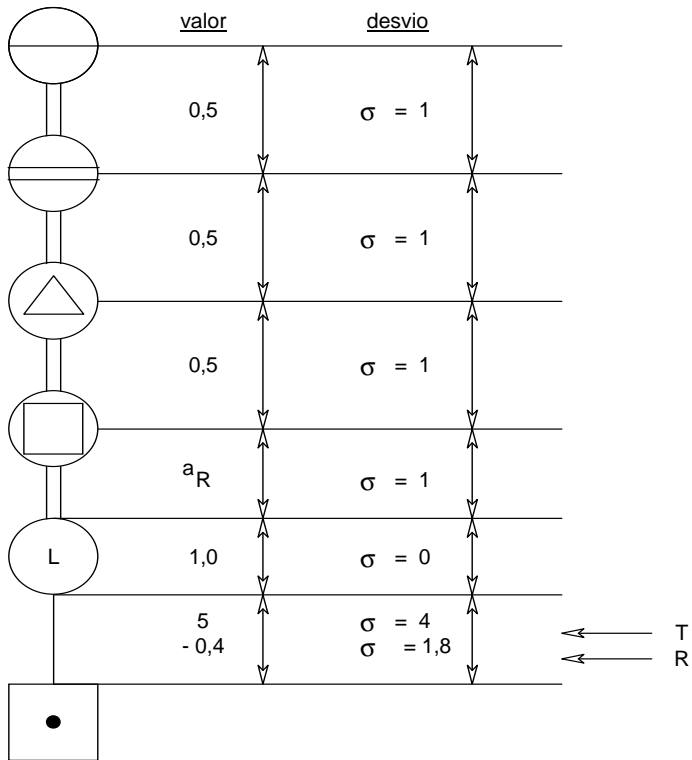 valor desvio
0,5 σ = 1
0,5 σ = 1
0,5 σ = 1
aR σ = 1
L 1,0 σ = 0
5 σ = 4 T
- 0,4 σ = 1,8 R